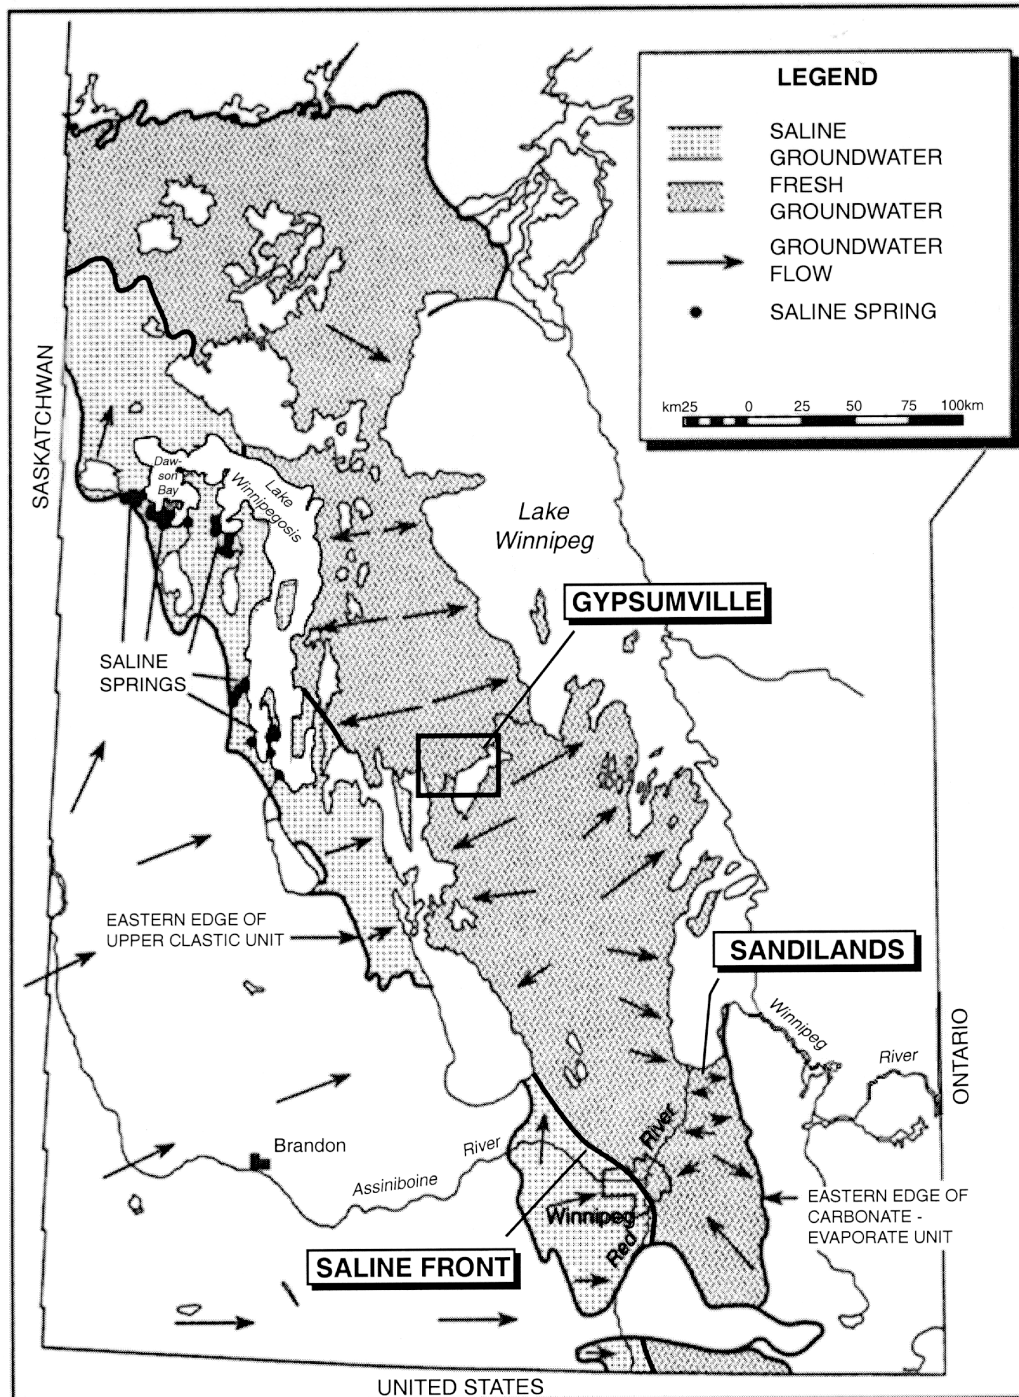 LEGEND
SALINE
GROUNDWATER
FRESH
GROUNDWATER
GROUNDWATER
FLOW
SALINE SPRING
km25 0 25 50 75 100km
SASKATCHWAN
Daw-
son
Bay
Lake
Winnipegosis
Lake
Winnipeg
GYPSUMVILLE
SALINE
SPRINGS
EASTERN EDGE OF
UPPER CLASTIC UNIT
SANDILANDS
Winnipeg
River
ONTARIO
Brandon
Assiniboine
River
River
Winnipeg
Red
EASTERN EDGE OF
CARBONATE -
EVAPORATE UNIT
SALINE FRONT
UNITED STATES